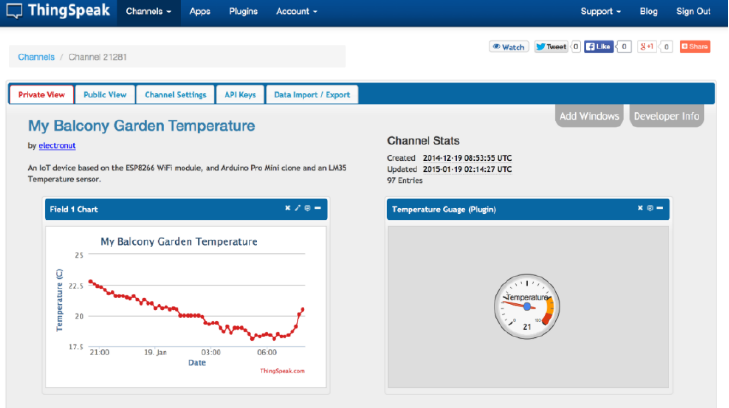 ThingSpeak Channels Apps Plugins Account Support Blog Sign Out
Watch Tweet 0 Like 0 +1 0 Share
Channels / Channel 21281
Private View Public View Channel Settings API Keys Data Import / Export
Add Windows Developer Info
My Balcony Garden Temperature
by electronut
An IoT device based on the ESP8266 WiFi module, and Arduino Pro
Mini clone and an LM35
Temperature sensor.
Channel Stats
Created 2014-12-19 08:53:55 UTC
Updated 2015-01-19 02:14:27 UTC
97 Entries
Field 1 Chart
My Balcony Garden Temperature
Temperature (C)
25
22.5
20
17.5
21:00 19. Jan 03:00 06:00
Date
ThingSpeak.com
Temperature Guage (Plugin)
Temperature
21